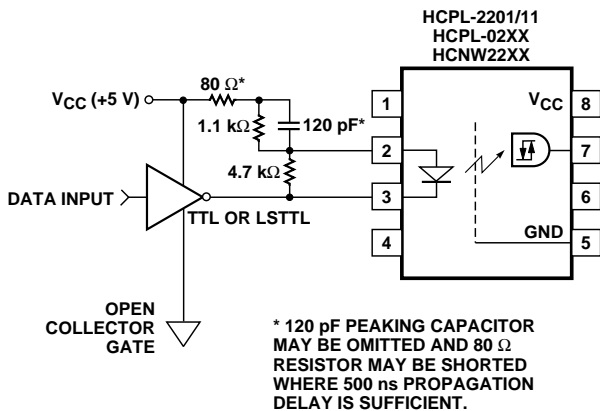 HCPL-2201/11
HCPL-02XX
HCNW22XX
80 Ω*
VCC (+5 V)
1
VCC
8
1.1 kΩ
120 pF*
2
7
4.7 kΩ
DATA INPUT
3
6
TTL OR LSTTL
4
GND
5
OPEN
COLLECTOR
GATE
* 120 pF PEAKING CAPACITOR
MAY BE OMITTED AND 80 Ω
RESISTOR MAY BE SHORTED
WHERE 500 ns PROPAGATION
DELAY IS SUFFICIENT.